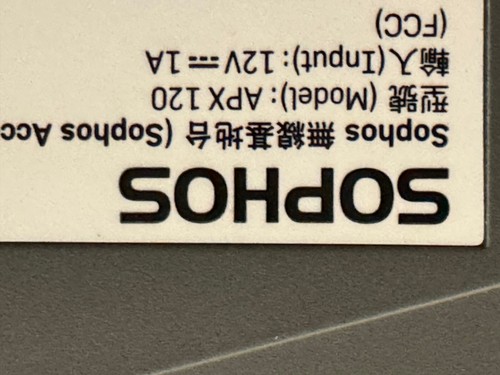 SOPHOS
Sophos 無線基地台 (Sophos Acc
型號 (Model): APX 120
輸入(Input): 12V⎓1A
(FCC)